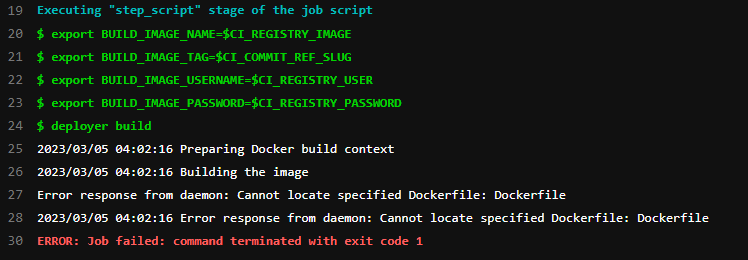 19 Executing "step_script" stage of the job script
20 $ export BUILD_IMAGE_NAME=$CI_REGISTRY_IMAGE
21 $ export BUILD_IMAGE_TAG=$CI_COMMIT_REF_SLUG
22 $ export BUILD_IMAGE_USERNAME=$CI_REGISTRY_USER
23 $ export BUILD_IMAGE_PASSWORD=$CI_REGISTRY_PASSWORD
24 $ deployer build
25 2023/03/05 04:02:16 Preparing Docker build context
26 2023/03/05 04:02:16 Building the image
27 Error response from daemon: Cannot locate specified Dockerfile: Dockerfile
28 2023/03/05 04:02:16 Error response from daemon: Cannot locate specified Dockerfile: Dockerfile
30 ERROR: Job failed: command terminated with exit code 1